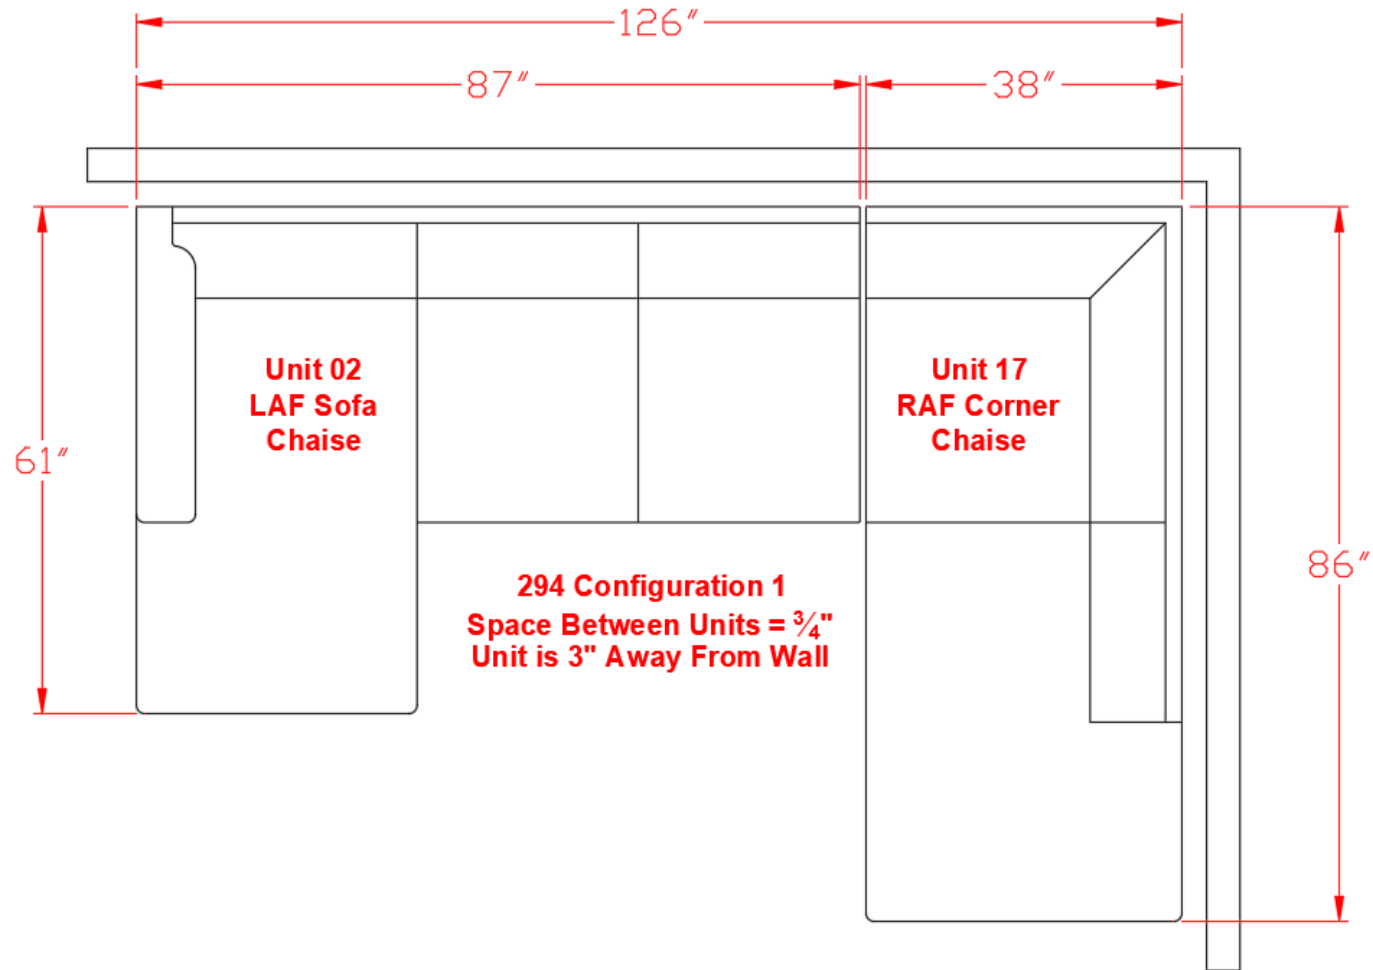 126"
87"
38"
Unit 02
LAF Sofa
Chaise
Unit 17
RAF Corner
Chaise
61"
86"
294 Configuration 1
Space Between Units = ¾"
Unit is 3" Away From Wall